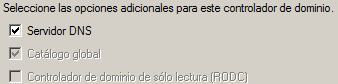 Seleccione las opciones adicionales para este controlador de dominio.
Servidor DNS
Catálogo global
Controlador de dominio de sólo lectura (RODC)